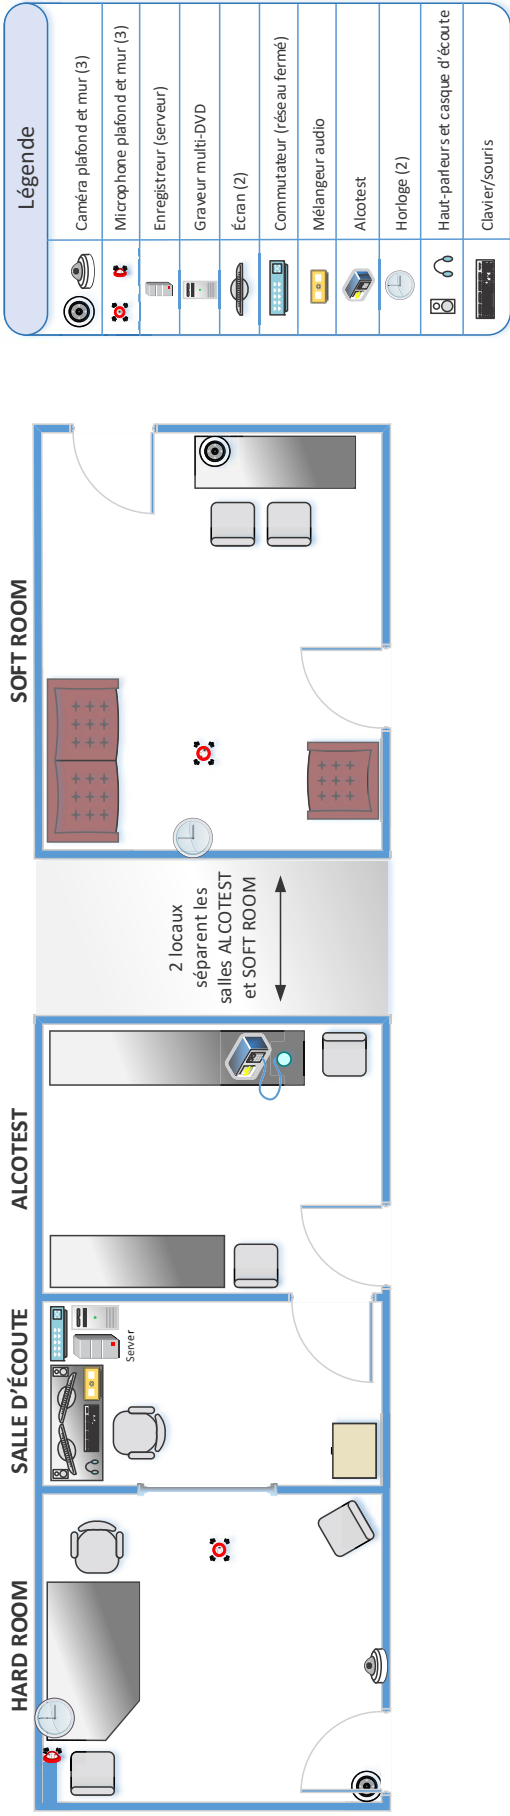 Légende
Caméra plafond et mur (3)
Microphone plafond et mur (3)
Enregistreur (serveur)
Graveur multi-DVD
Écran (2)
Commutateur (réseau fermé)
Mélangeur audio
Alcotest
Horloge (2)
Haut-parleurs et casque d'écoute
Clavier/souris
HARD ROOM
SALLE D'ÉCOUTE
Server
ALCOTEST
2 locaux
séparent les
salles ALCOTEST
et SOFT ROOM
SOFT ROOM